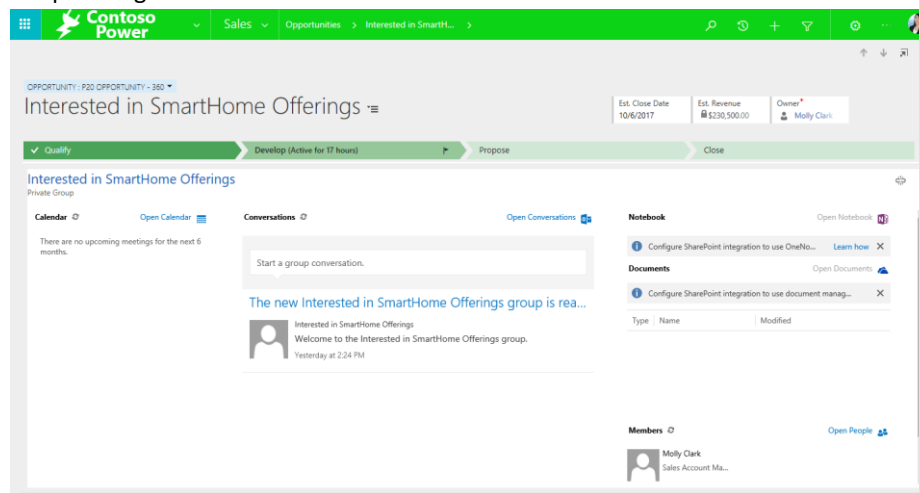 Contoso Power
Sales Opportunities > Interested in SmartH... >
OPPORTUNITY : P20 OPPORTUNITY - 360
Interested in SmartHome Offerings
Est. Close Date
10/6/2017
Est. Revenue
$230,500.00
Owner*
Molly Clark
Qualify
Develop (Active for 17 hours)
Propose
Close
Interested in SmartHome Offerings
Private Group
Calendar
Open Calendar
There are no upcoming meetings for the next 6
months.
Conversations
Open Conversations
Start a group conversation.
The new Interested in SmartHome Offerings group is rea...
Interested in SmartHome Offerings
Welcome to the Interested in SmartHome Offerings group.
Yesterday at 2:24 PM
Notebook
Open Notebook
Configure SharePoint integration to use OneNo... Learn how
Documents
Open Documents
Configure SharePoint integration to use document manag...
Type Name Modified
Members
Open People
Molly Clark
Sales Account Ma...